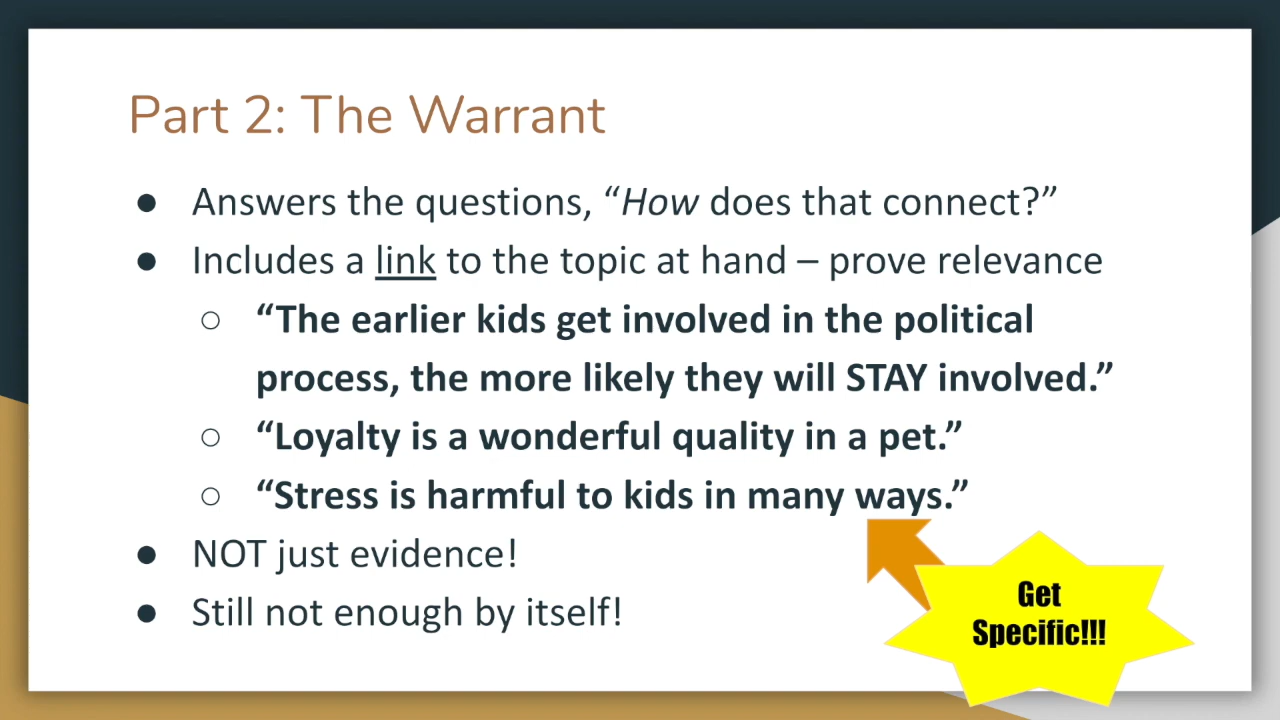 Part 2: The Warrant
● Answers the questions, “How does that connect?”
● Includes a link to the topic at hand – prove relevance
○ “The earlier kids get involved in the political
process, the more likely they will STAY involved.”
○ “Loyalty is a wonderful quality in a pet.”
○ “Stress is harmful to kids in many ways.”
● NOT just evidence!
● Still not enough by itself!
Get
Specific!!!